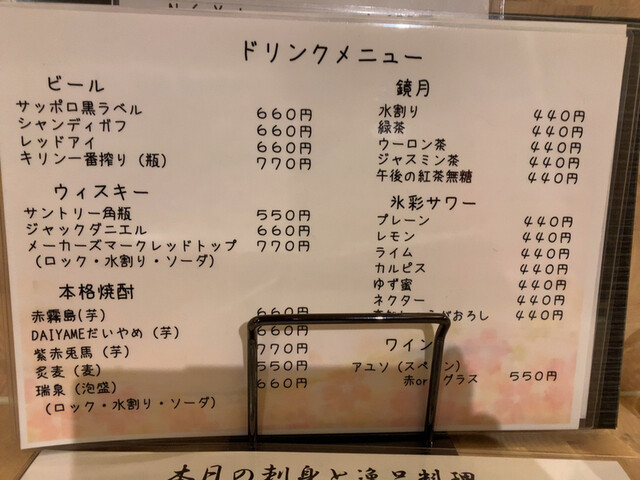 ドリンクメニュー
ビール
サッポロ黒ラベル 660円
シャンディガフ 660円
レッドアイ 660円
キリン一番搾り(瓶) 770円
ウィスキー
サントリー角瓶 550円
ジャックダニエル 660円
メーカーズマークレッドトップ 770円
(ロック・水割り・ソーダ)
本格焼酎
赤霧島(芋) 660円
DAIYAMEだいやめ(芋) 660円
紫赤兎馬(芋) 770円
炙麦(麦) 550円
瑞泉(泡盛) 660円
(ロック・水割り・ソーダ)
鏡月
水割り 440円
緑茶 440円
ウーロン茶 440円
ジャスミン茶 440円
午後の紅茶無糖 440円
氷彩サワー
プレーン 440円
レモン 440円
ライム 440円
カルピス 440円
ゆず蜜 440円
ネクター 440円
おろし 440円
ワイン
アユソ(スペイン)
赤or グラス 550円
本日の刺身と逸品料理